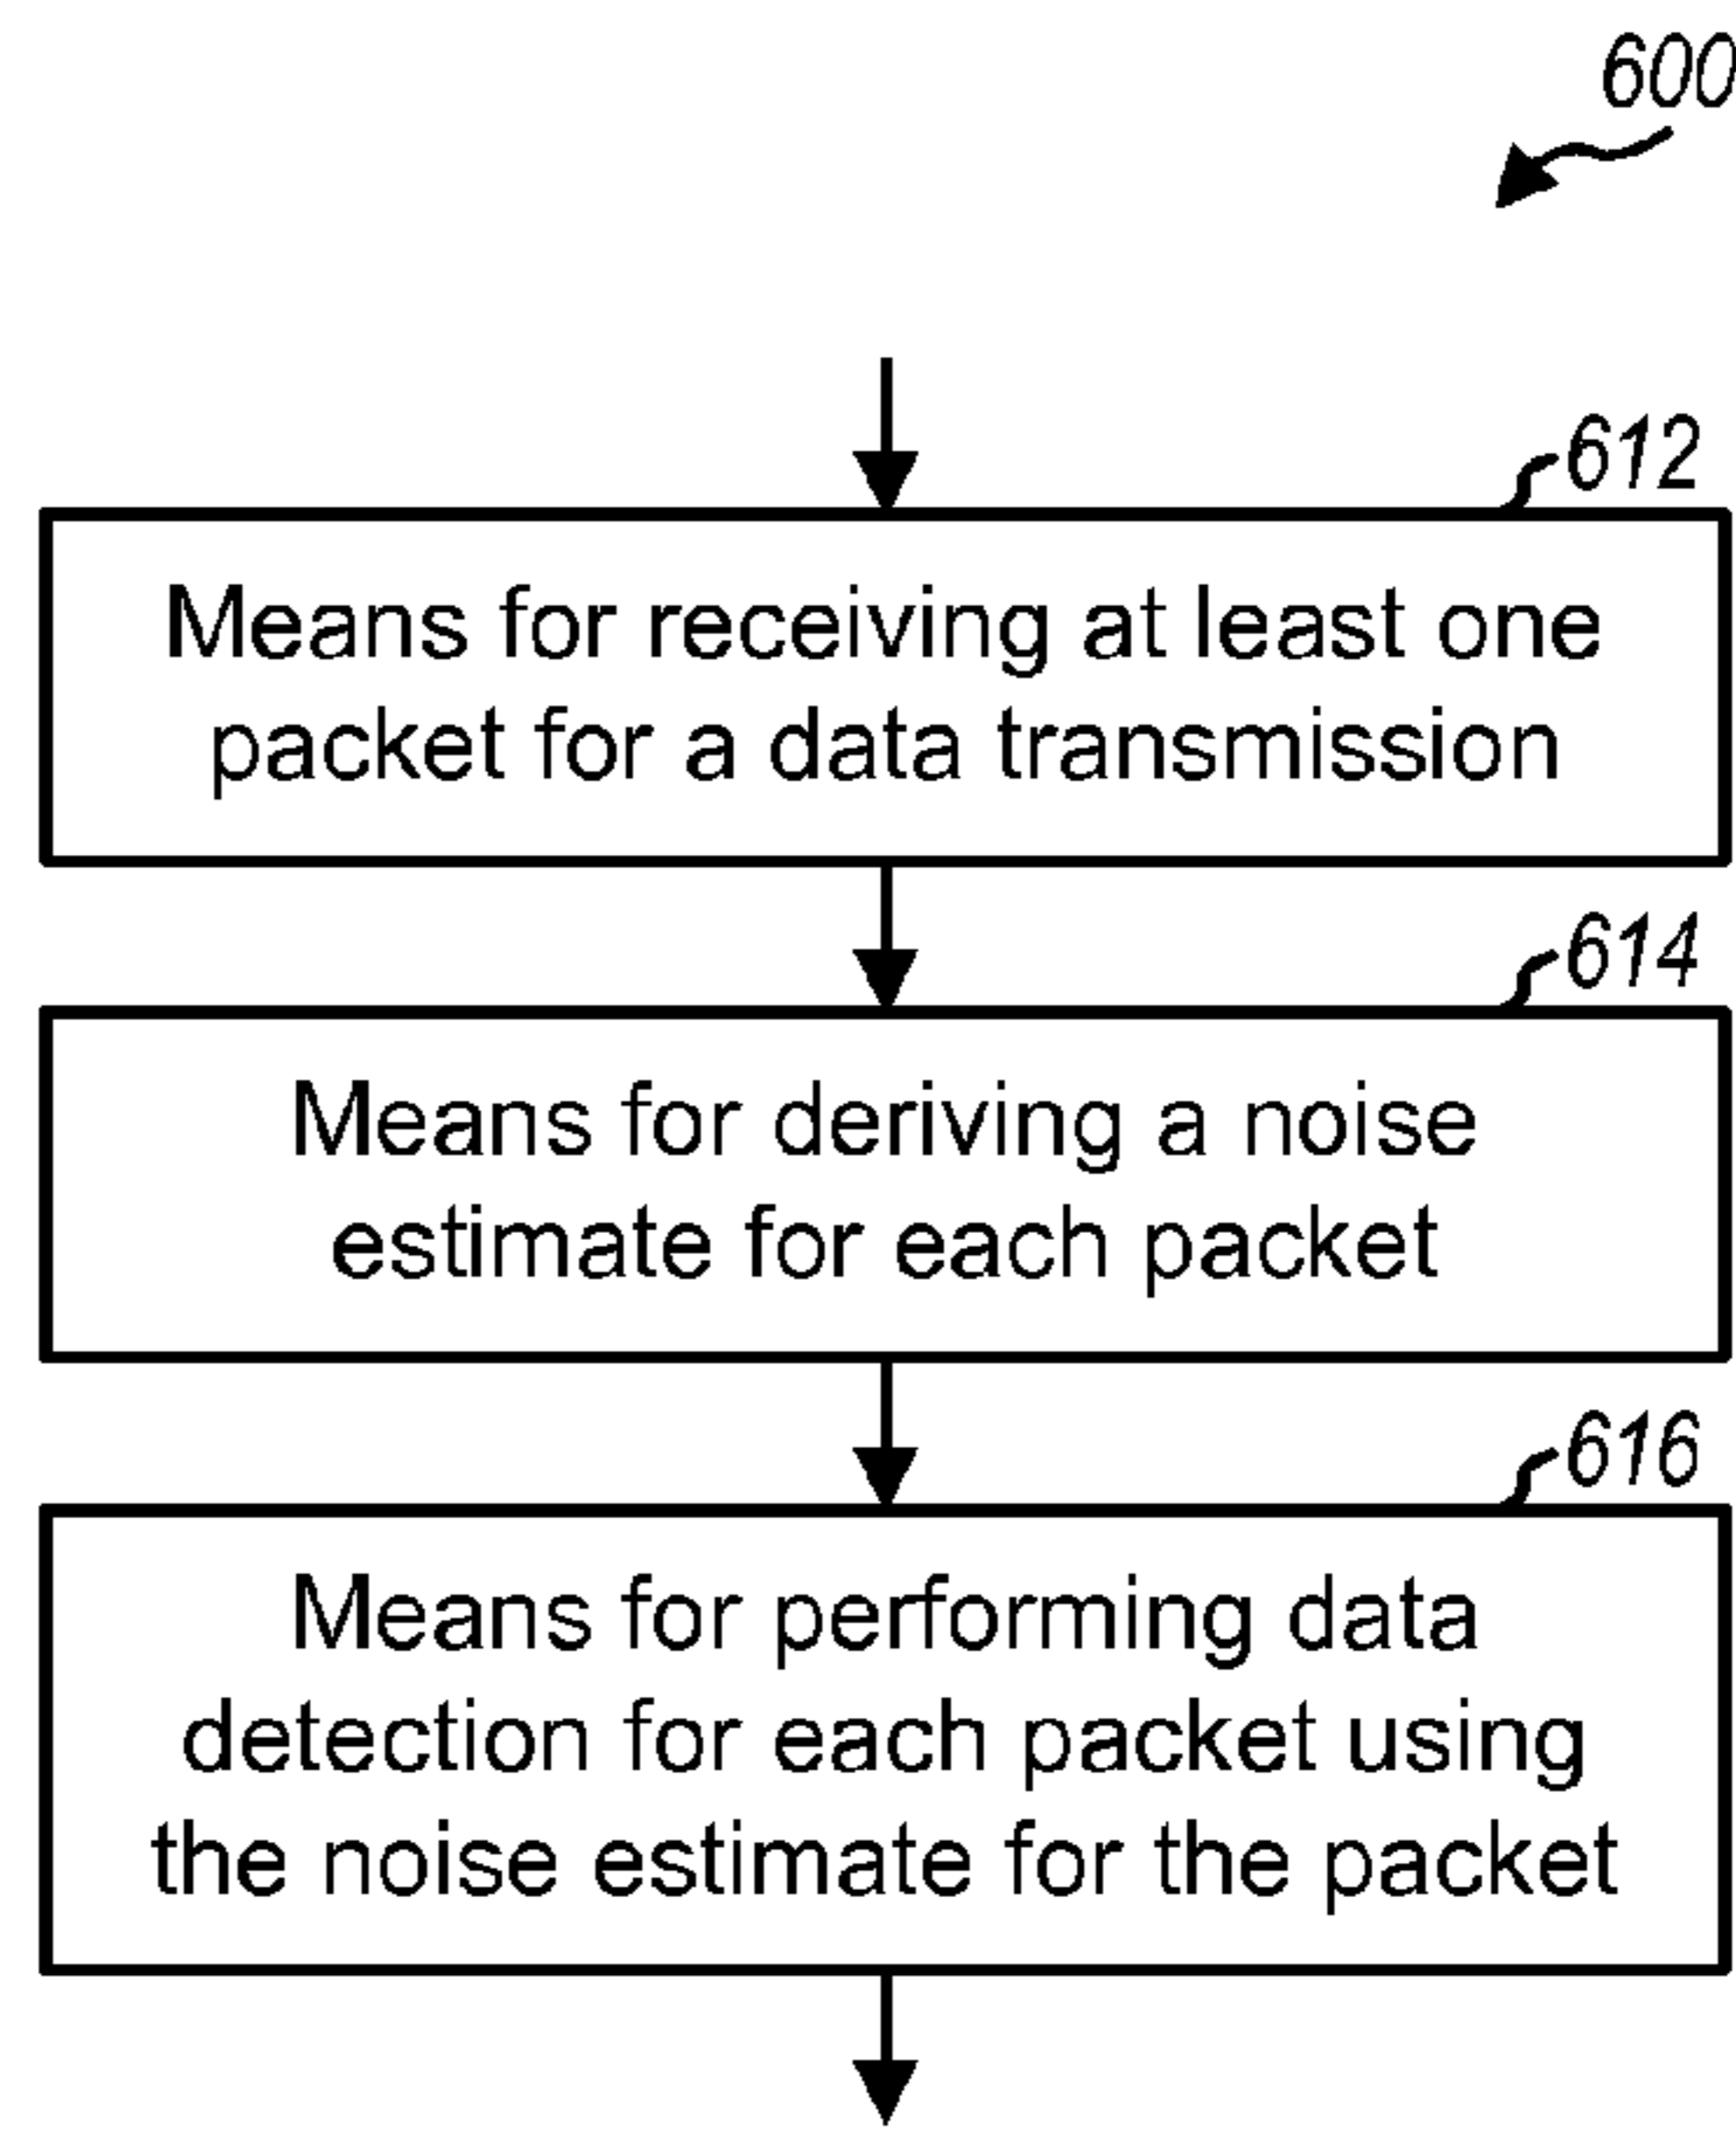 600
612
Means for receiving at least one
packet for a data transmission
614
Means for deriving a noise
estimate for each packet
616
Means for performing data
detection for each packet using
the noise estimate for the packet